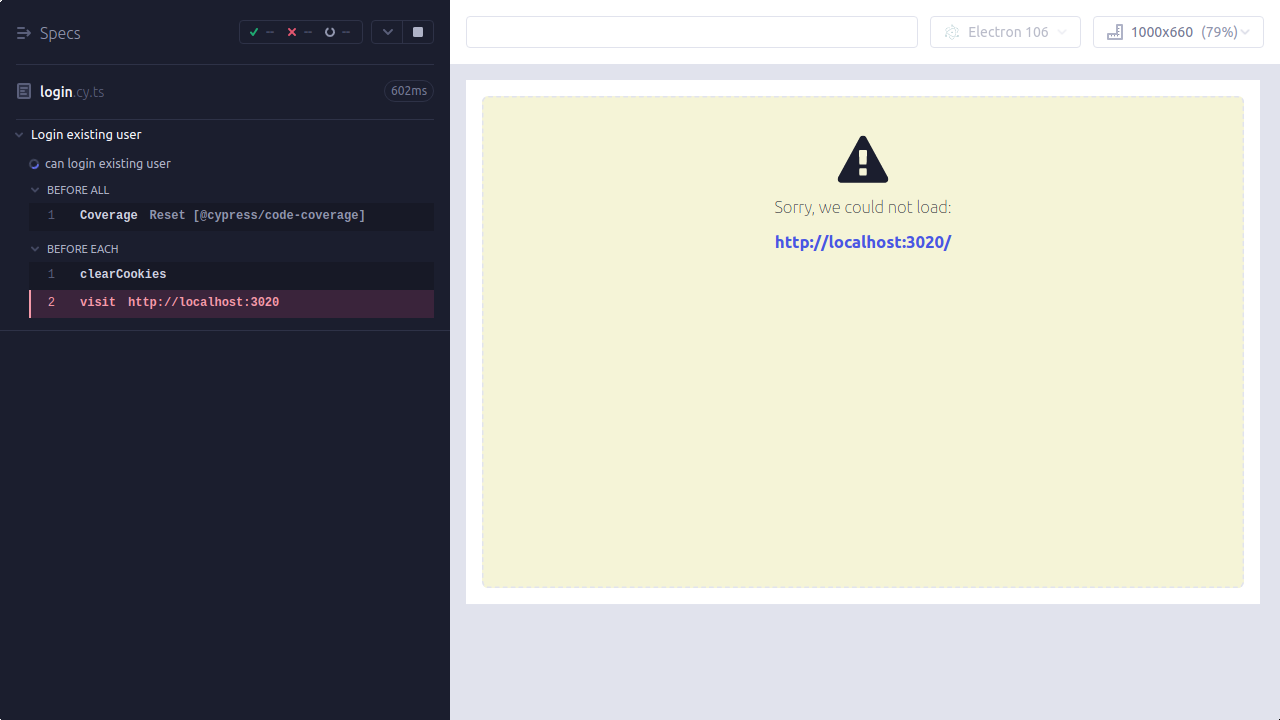 Specs
--
--
--
login.cy.ts
602ms
Login existing user
can login existing user
BEFORE ALL
1 Coverage Reset [@cypress/code-coverage]
BEFORE EACH
1 clearCookies
2 visit http://localhost:3020
Electron 106
1000x660 (79%)
Sorry, we could not load:
http://localhost:3020/